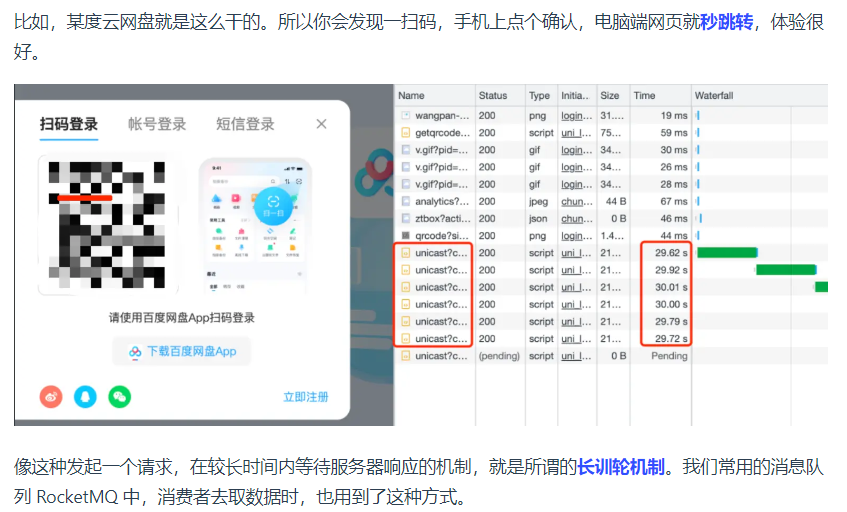 比如，某度云网盘就是这么干的。所以你会发现一扫码，手机上点个确认，电脑端网页就秒跳转，体验很
好。
扫码登录 帐号登录 短信登录 ×
扫一扫
请使用百度网盘App扫码登录
下载百度网盘App
立即注册
Name Status Type Initia... Size Time Waterfall
wangpan-... 200 png login... 31.... 19 ms
getqrcode... 200 script uni_l... 75... 59 ms
v.gif?pid=... 200 gif login... 34... 30 ms
v.gif?pid=... 200 gif login... 34... 26 ms
v.gif?pid=... 200 gif login... 34... 28 ms
analytics?... 200 jpeg chun... 44 B 67 ms
ztbox?acti... 200 json chun... 0 B 46 ms
qrcode?si... 200 png login... 1.4... 44 ms
unicast?c... 200 script uni_l... 21... 29.62 s
unicast?c... 200 script uni_l... 21... 29.92 s
unicast?c... 200 script uni_l... 21... 30.01 s
unicast?c... 200 script uni_l... 21... 30.00 s
unicast?c... 200 script uni_l... 21... 29.79 s
unicast?c... 200 script uni_l... 21... 29.72 s
unicast?c... (pending) script uni_l... 0 B Pending
像这种发起一个请求，在较长时间内等待服务器响应的机制，就是所谓的长训轮机制。我们常用的消息队
列 RocketMQ 中，消费者去取数据时，也用到了这种方式。